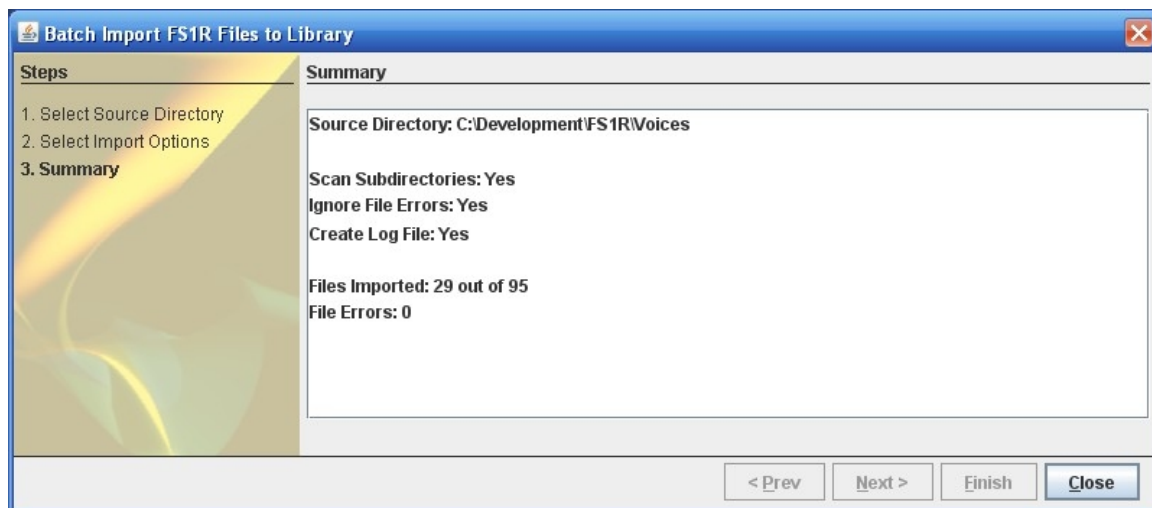 Batch Import FS1R Files to Library
Steps
1. Select Source Directory
2. Select Import Options
3. Summary
Summary
Source Directory: C:\Development\FS1R\Voices
Scan Subdirectories: Yes
Ignore File Errors: Yes
Create Log File: Yes
Files Imported: 29 out of 95
File Errors: 0
< Prev
Next >
Finish
Close